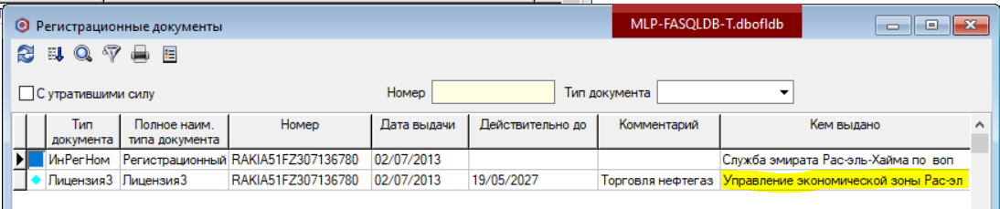 Регистрационные документы
MLP-FASQLDB-T.dbofldb
С утратившими силу
Номер
Тип документа
Тип документа
Полное наим. типа документа
Номер
Дата выдачи
Действительно до
Комментарий
Кем выдано
ИнРегНом Регистрационный RAKIA51FZ307136780 02/07/2013 Служба эмирата Рас-эль-Хайма по воп
Лицензия3 Лицензия3 RAKIA51FZ307136780 02/07/2013 19/05/2027 Торговля нефтегаз Управление экономической зоны Рас-эл